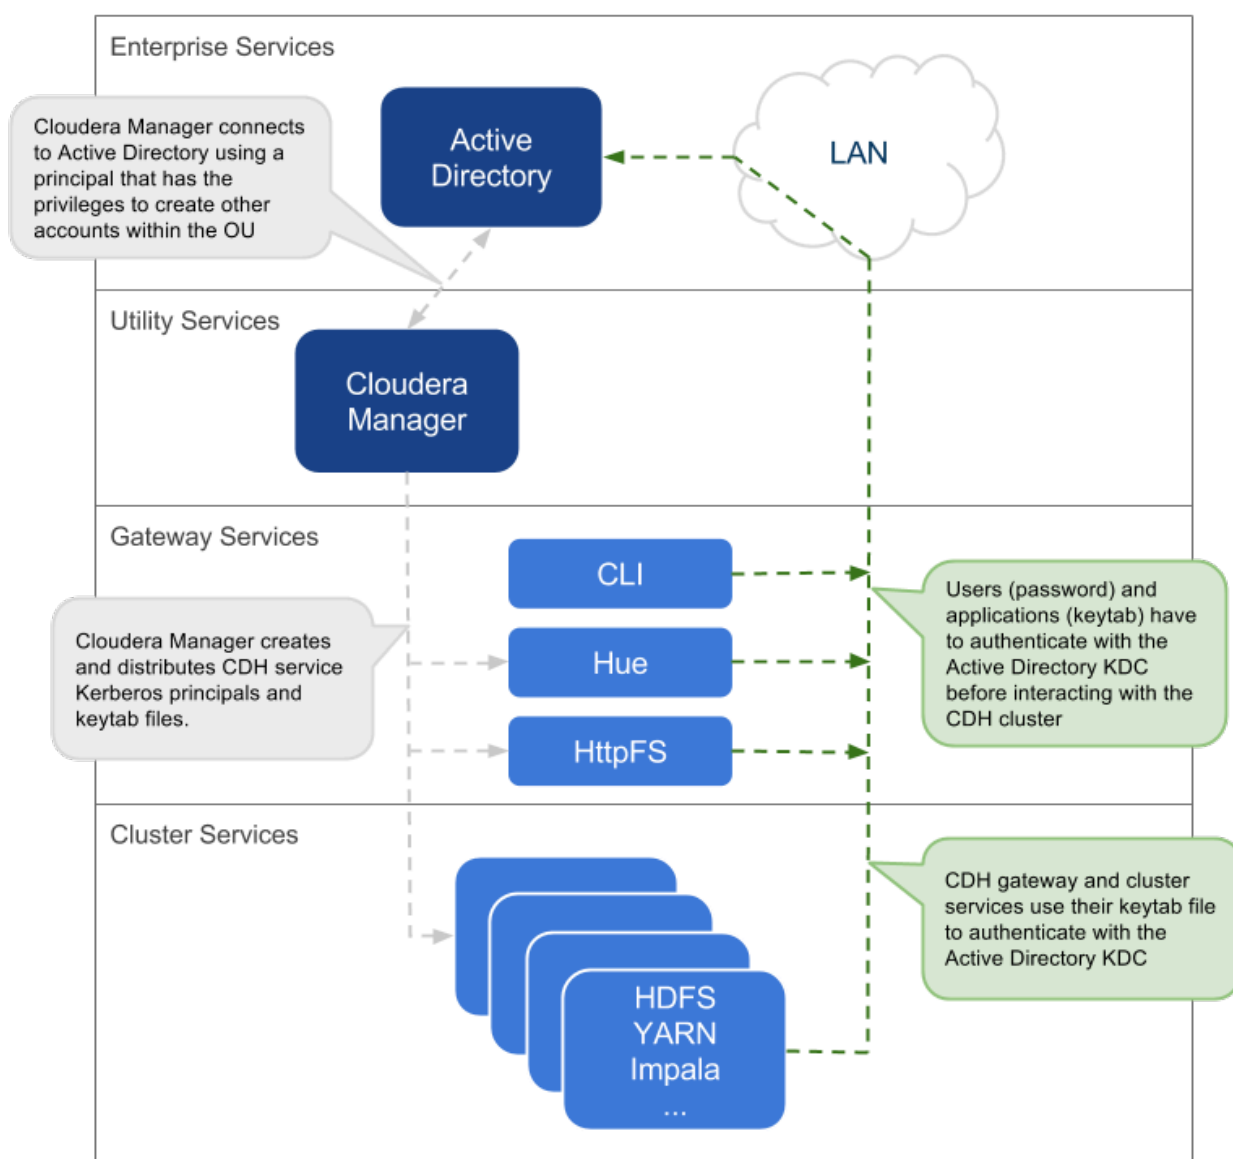 Enterprise Services
Cloudera Manager connects
to Active Directory using a
principal that has the
privileges to create other
accounts within the OU
Active
Directory
LAN
Utility Services
Cloudera
Manager
Gateway Services
CLI
Hue
HttpFS
Cloudera Manager creates
and distributes CDH service
Kerberos principals and
keytab files.
Users (password) and
applications (keytab) have
to authenticate with the
Active Directory KDC
before interacting with the
CDH cluster
Cluster Services
HDFS
YARN
Impala
...
CDH gateway and cluster
services use their keytab file
to authenticate with the
Active Directory KDC